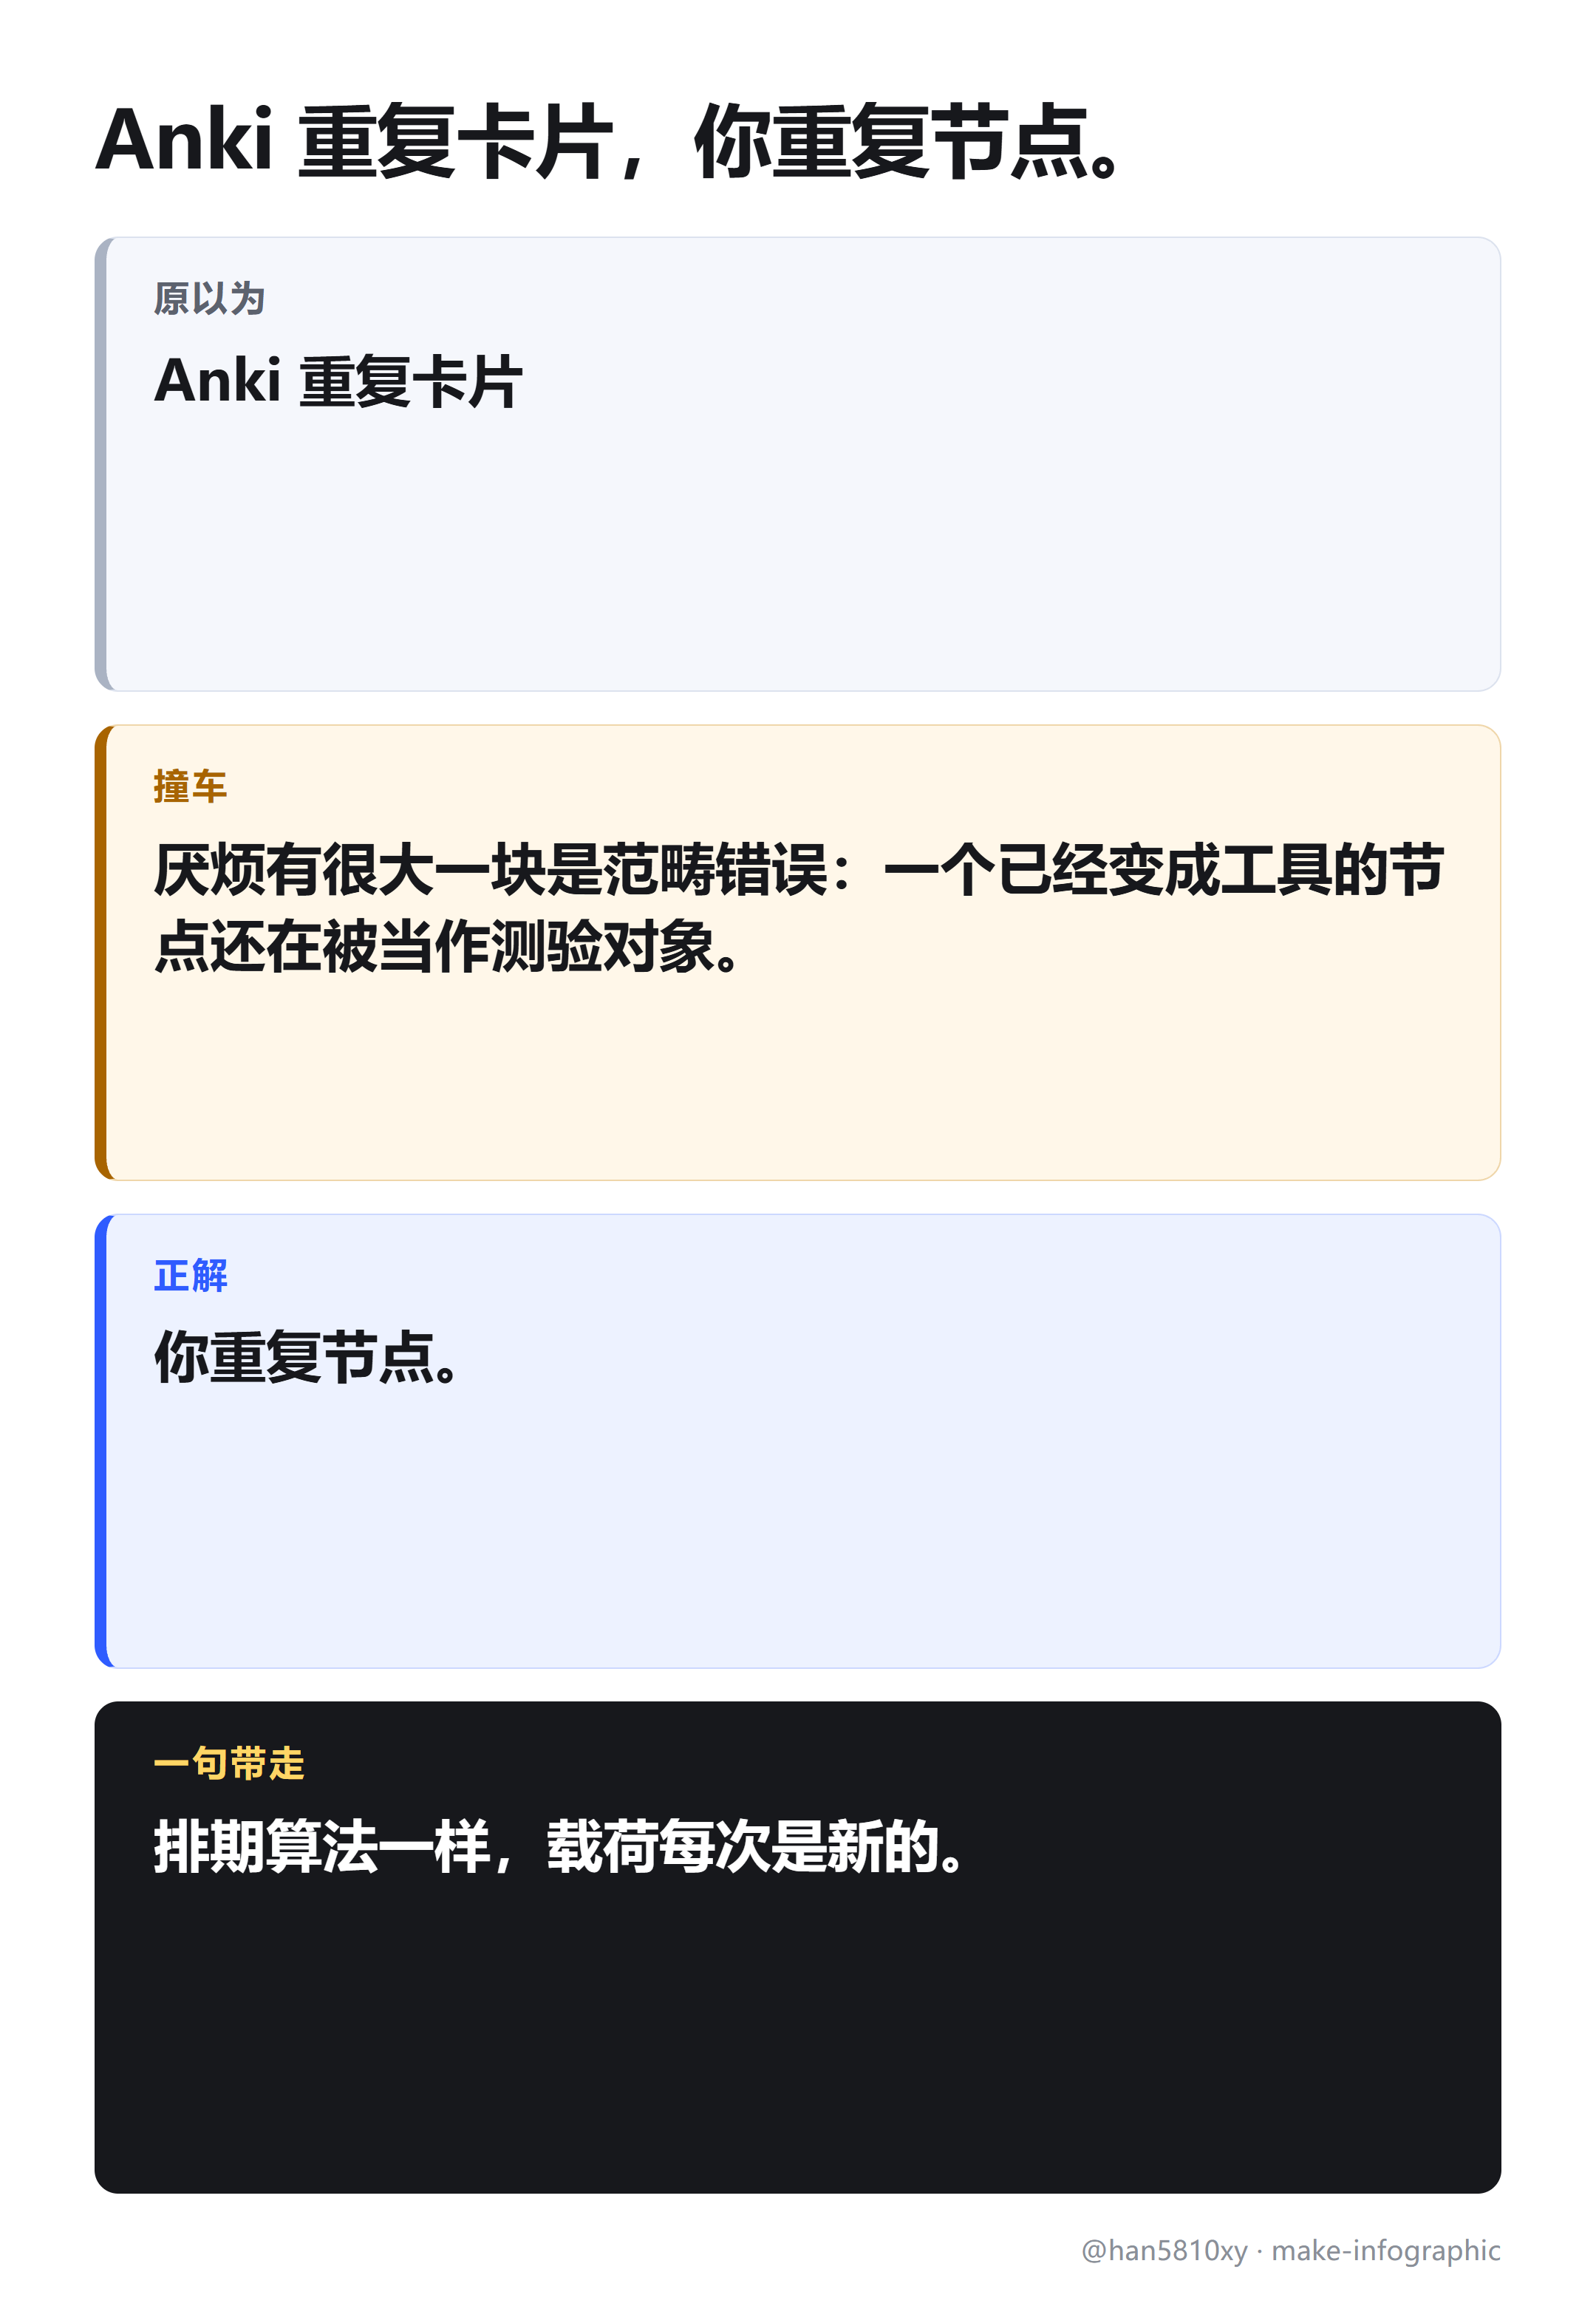 Anki 重复卡片，你重复节点。
原以为
Anki 重复卡片
撞车
厌烦有很大一块是范畴错误：一个已经变成工具的节
点还在被当作测验对象。
正解
你重复节点。
一句带走
排期算法一样，载荷每次是新的。
@han5810xy · make-infographic